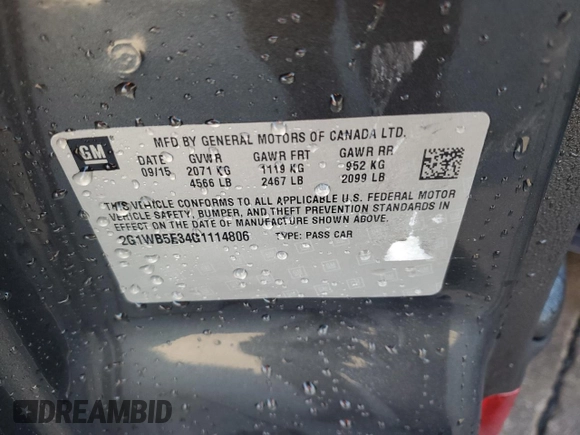 GM
MFD BY GENERAL MOTORS OF CANADA LTD.
DATE GVWR GAWR FRT GAWR RR
09/15 2071 KG 1119 KG 952 KG
4566 LB 2467 LB 2099 LB
THIS VEHICLE CONFORMS TO ALL APPLICABLE U.S. FEDERAL MOTOR
VEHICLE SAFETY, BUMPER, AND THEFT PREVENTION STANDARDS IN
EFFECT ON THE DATE OF MANUFACTURE SHOWN ABOVE.
2G1WB5E34G1114806 TYPE: PASS CAR
DREAMBID